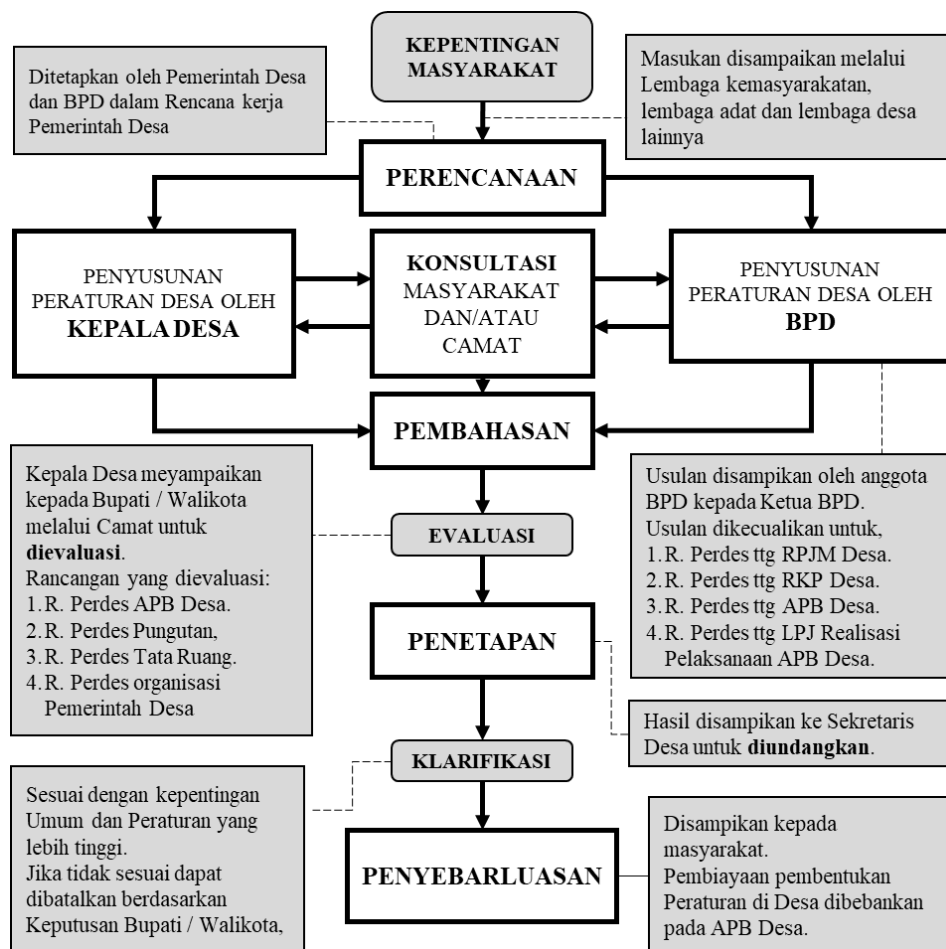 KEPENTINGAN
MASYARAKAT
Ditetapkan oleh Pemerintah Desa
dan BPD dalam Rencana kerja
Pemerintah Desa
Masukan disampaikan melalui
Lembaga kemasyarakatan,
lembaga adat dan lembaga desa
lainnya
PERENCANAAN
PENYUSUNAN
PERATURAN DESA OLEH
KEPALA DESA
KONSULTASI
MASYARAKAT
DAN/ATAU
CAMAT
PENYUSUNAN
PERATURAN DESA OLEH
BPD
PEMBAHASAN
Kepala Desa meyampaikan
kepada Bupati / Walikota
melalui Camat untuk
dievaluasi.
Rancangan yang dievaluasi:
1. R. Perdes APB Desa.
2. R. Perdes Pungutan,
3. R. Perdes Tata Ruang.
4. R. Perdes organisasi
Pemerintah Desa
EVALUASI
Usulan disampikan oleh anggota
BPD kepada Ketua BPD.
Usulan dikecualikan untuk,
1. R. Perdes ttg RPJM Desa.
2. R. Perdes ttg RKP Desa.
3. R. Perdes ttg APB Desa.
4. R. Perdes ttg LPJ Realisasi
Pelaksanaan APB Desa.
PENETAPAN
Hasil disampikan ke Sekretaris
Desa untuk diundangkan.
KLARIFIKASI
Sesuai dengan kepentingan
Umum dan Peraturan yang
lebih tinggi.
Jika tidak sesuai dapat
dibatalkan berdasarkan
Keputusan Bupati / Walikota,
PENYEBARLUASAN
Disampikan kepada
masyarakat.
Pembiayaan pembentukan
Peraturan di Desa dibebankan
pada APB Desa.